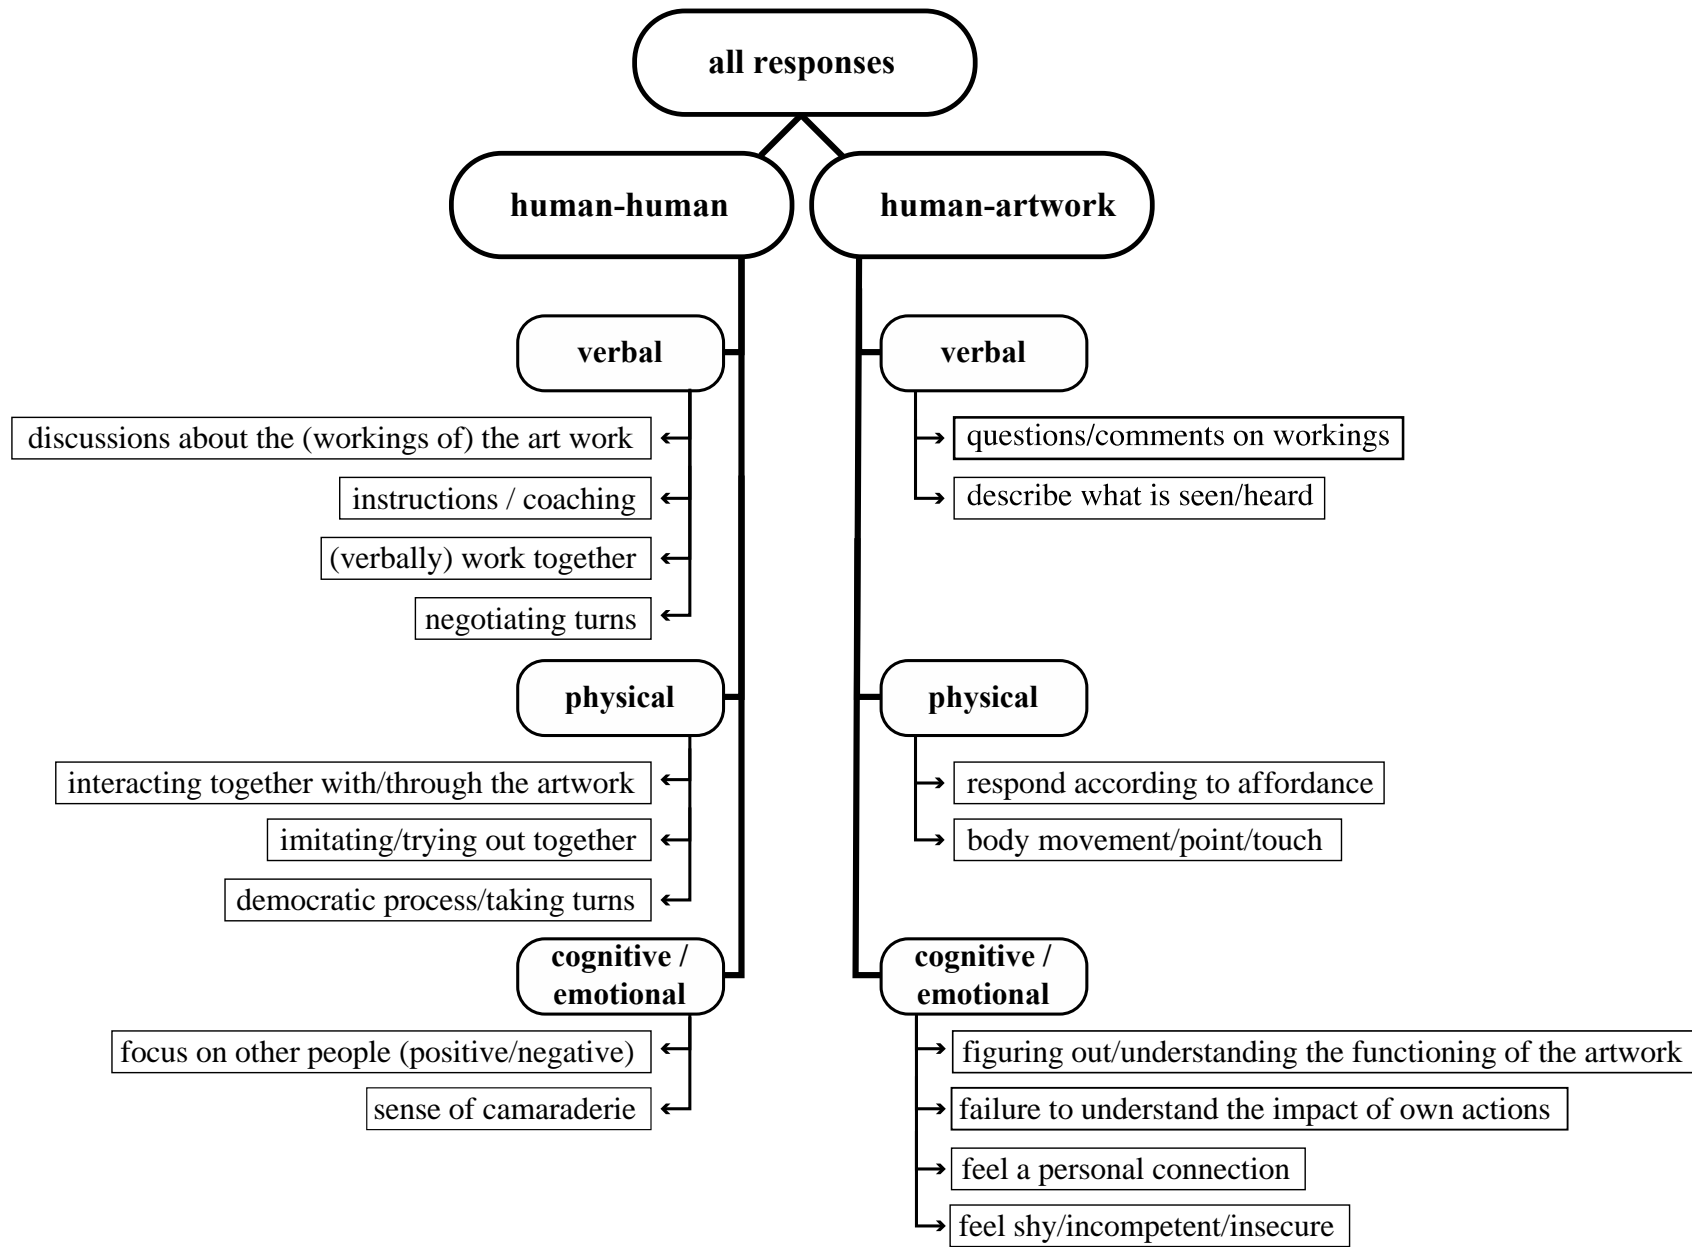 all responses
human-human
human-artwork
verbal
discussions about the (workings of) the art work
instructions / coaching
(verbally) work together
negotiating turns
physical
interacting together with/through the artwork
imitating/trying out together
democratic process/taking turns
cognitive /
emotional
focus on other people (positive/negative)
sense of camaraderie
verbal
questions/comments on workings
describe what is seen/heard
physical
respond according to affordance
body movement/point/touch
cognitive /
emotional
figuring out/understanding the functioning of the artwork
failure to understand the impact of own actions
feel a personal connection
feel shy/incompetent/insecure